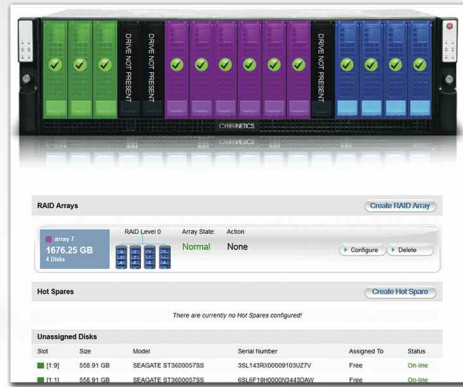 DRIVE NOT PRESENT
DRIVE NOT PRESENT
DRIVE NOT PRESENT
CYBERNETICS
RAID Arrays
Create RAID Array
array 7
1676.25 GB
4 Disks
RAID Level 0
Array State:
Normal
Action:
None
Configure
Delete
Hot Spares
Create Hot Spare
There are currently no Hot Spares configured!
Unassigned Disks
Slot Size Model Serial Number Assigned To Status
[1:9] 558.91 GB SEAGATE ST3600057SS Free On-line
[1:1] 558.91 GB SEAGATE ST3600057SS Free On-line